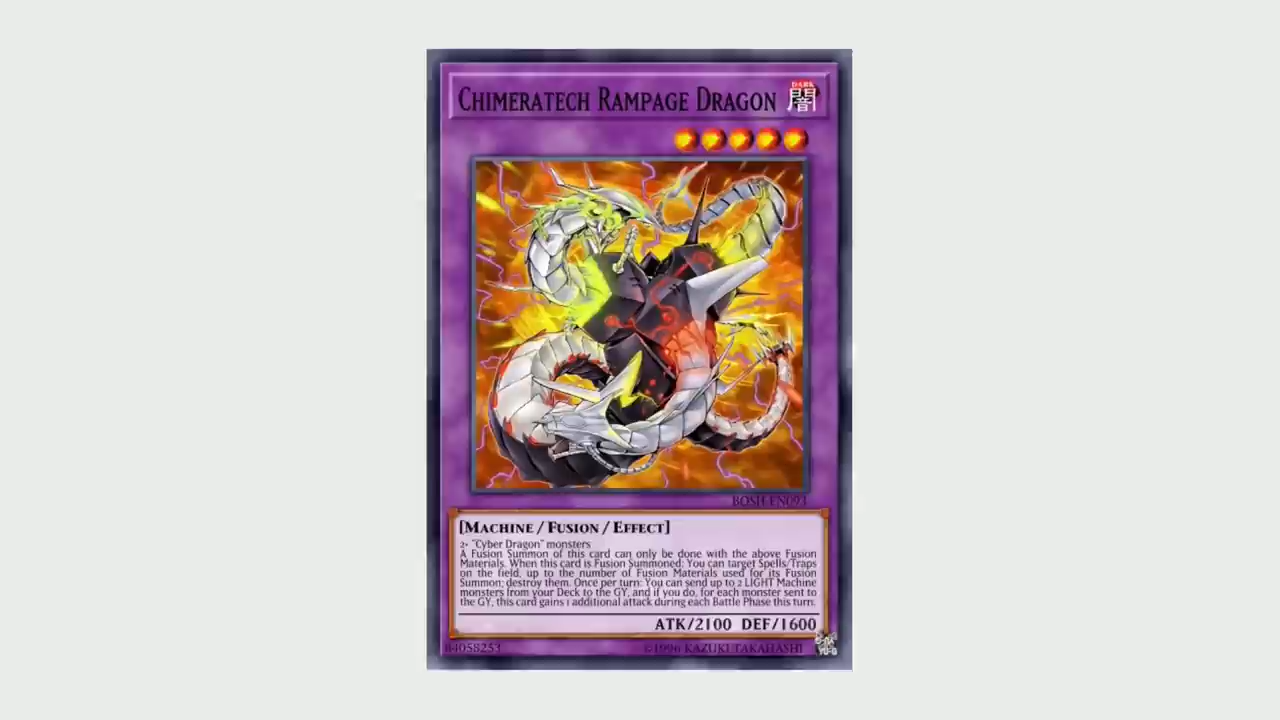 Chimeratech Rampage Dragon
DARK
闇
BOSH-EN093
[Machine / Fusion / Effect]
2+ "Cyber Dragon" monsters
A Fusion Summon of this card can only be done with the above Fusion
Materials. When this card is Fusion Summoned: You can target Spells/Traps
on the field, up to the number of Fusion Materials used for its Fusion
Summon; destroy them. Once per turn: You can send up to 2 LIGHT Machine
monsters from your Deck to the GY, and if you do, for each monster sent to
the GY, this card gains 1 additional attack during each Battle Phase this turn.
ATK/2100 DEF/1600
84058253
©1996 KAZUKI TAKAHASHI